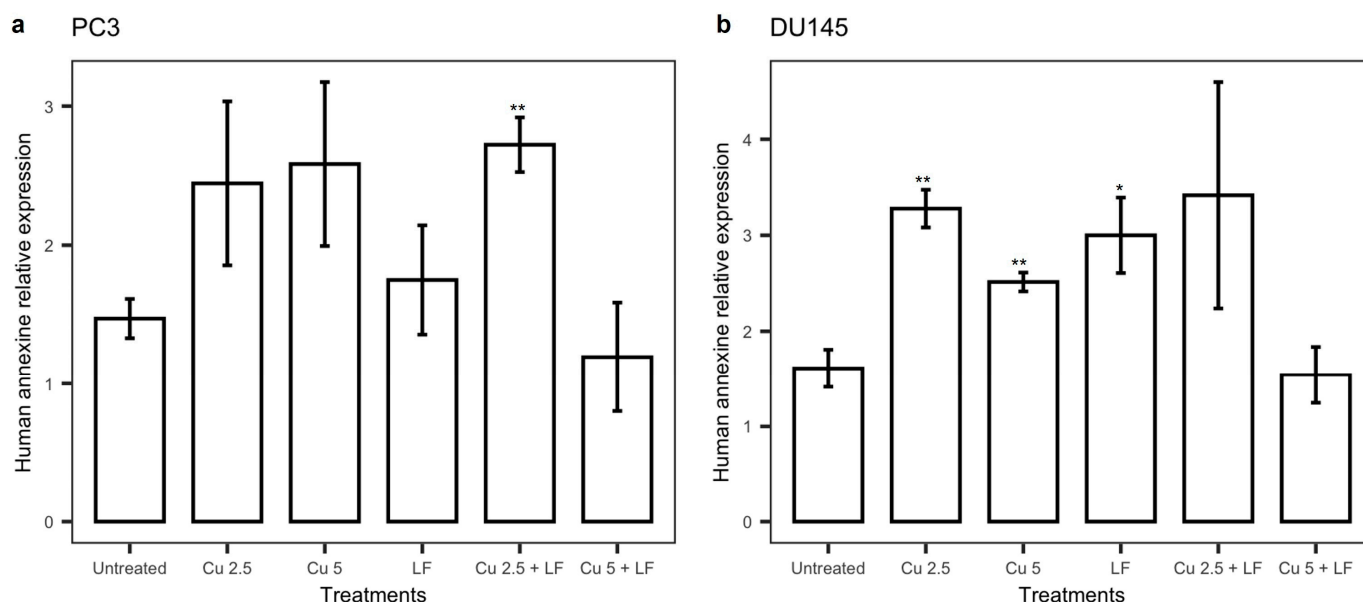 a PC3
Human annexine relative expression
3
2
1
0
**
Untreated Cu 2.5 Cu 5 LF Cu 2.5 + LF Cu 5 + LF
Treatments
b DU145
Human annexine relative expression
4
3
2
1
0
**
**
*
Untreated Cu 2.5 Cu 5 LF Cu 2.5 + LF Cu 5 + LF
Treatments